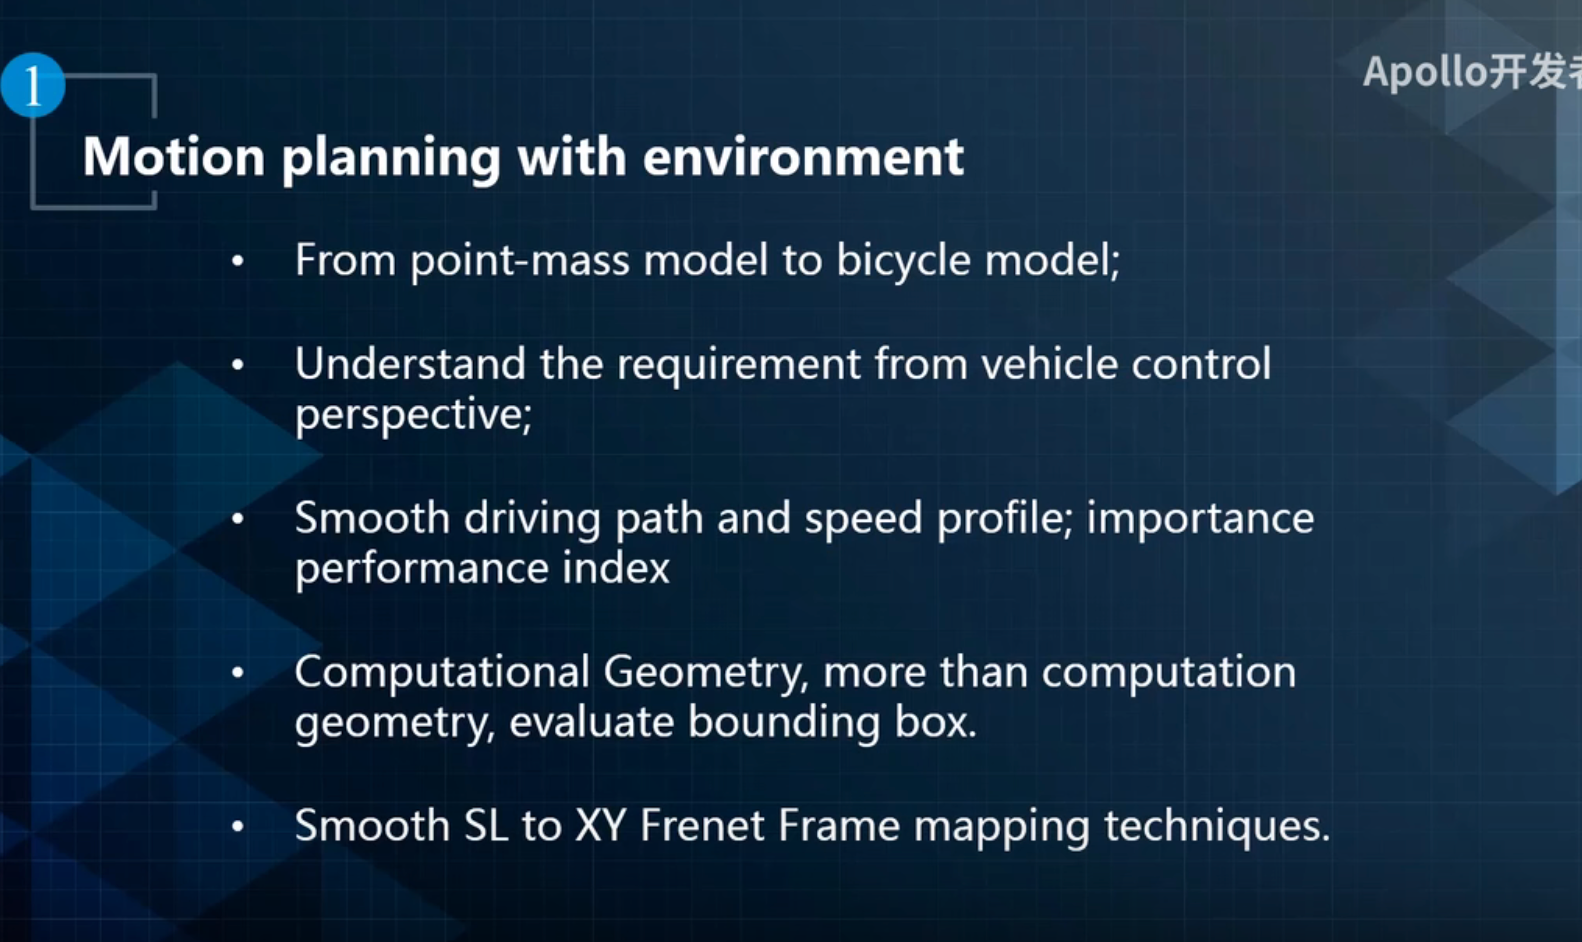 1
Apollo开发者
Motion planning with environment
• From point-mass model to bicycle model;
• Understand the requirement from vehicle control
perspective;
• Smooth driving path and speed profile; importance
performance index
• Computational Geometry, more than computation
geometry, evaluate bounding box.
• Smooth SL to XY Frenet Frame mapping techniques.